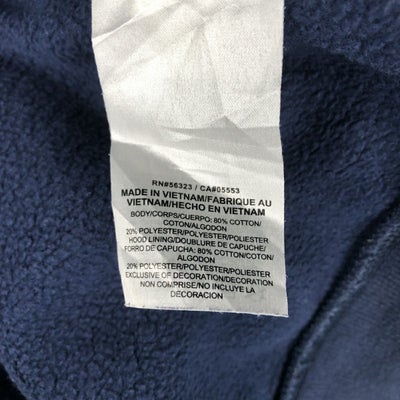 RN#56323 / CA#05553
MADE IN VIETNAM/FABRIQUE AU
VIETNAM/HECHO EN VIETNAM
BODY/CORPS/CUERPO: 80% COTTON/
COTON/ALGODON
20% POLYESTER/POLYESTER/POLIESTER
HOOD LINING/DOUBLURE DE CAPUCHE/
FORRO DE CAPUCHA: 80% COTTON/COTON/
ALGODON
20% POLYESTER/POLYESTER/POLIESTER
EXCLUSIVE OF DECORATION/DECORATION
NON COMPRISE/NO INCLUYE LA
DECORACION